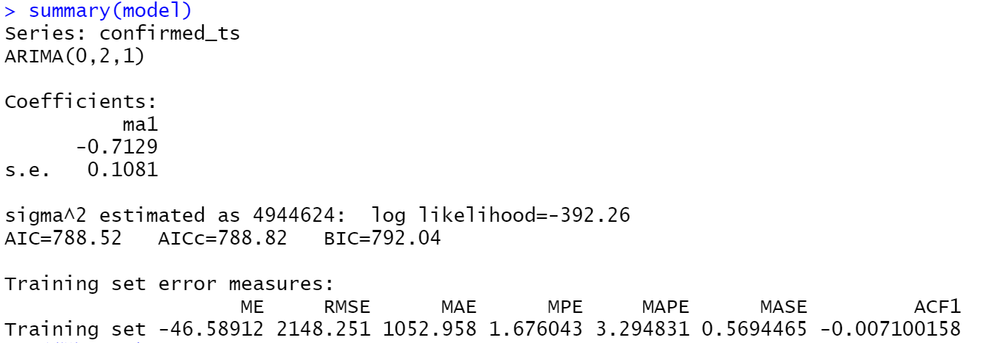 > summary(model)
Series: confirmed_ts
ARIMA(0,2,1)
Coefficients:
ma1
-0.7129
s.e. 0.1081
sigma^2 estimated as 4944624: log likelihood=-392.26
AIC=788.52 AICc=788.82 BIC=792.04
Training set error measures:
ME RMSE MAE MPE MAPE MASE ACF1
Training set -46.58912 2148.251 1052.958 1.676043 3.294831 0.5694465 -0.007100158